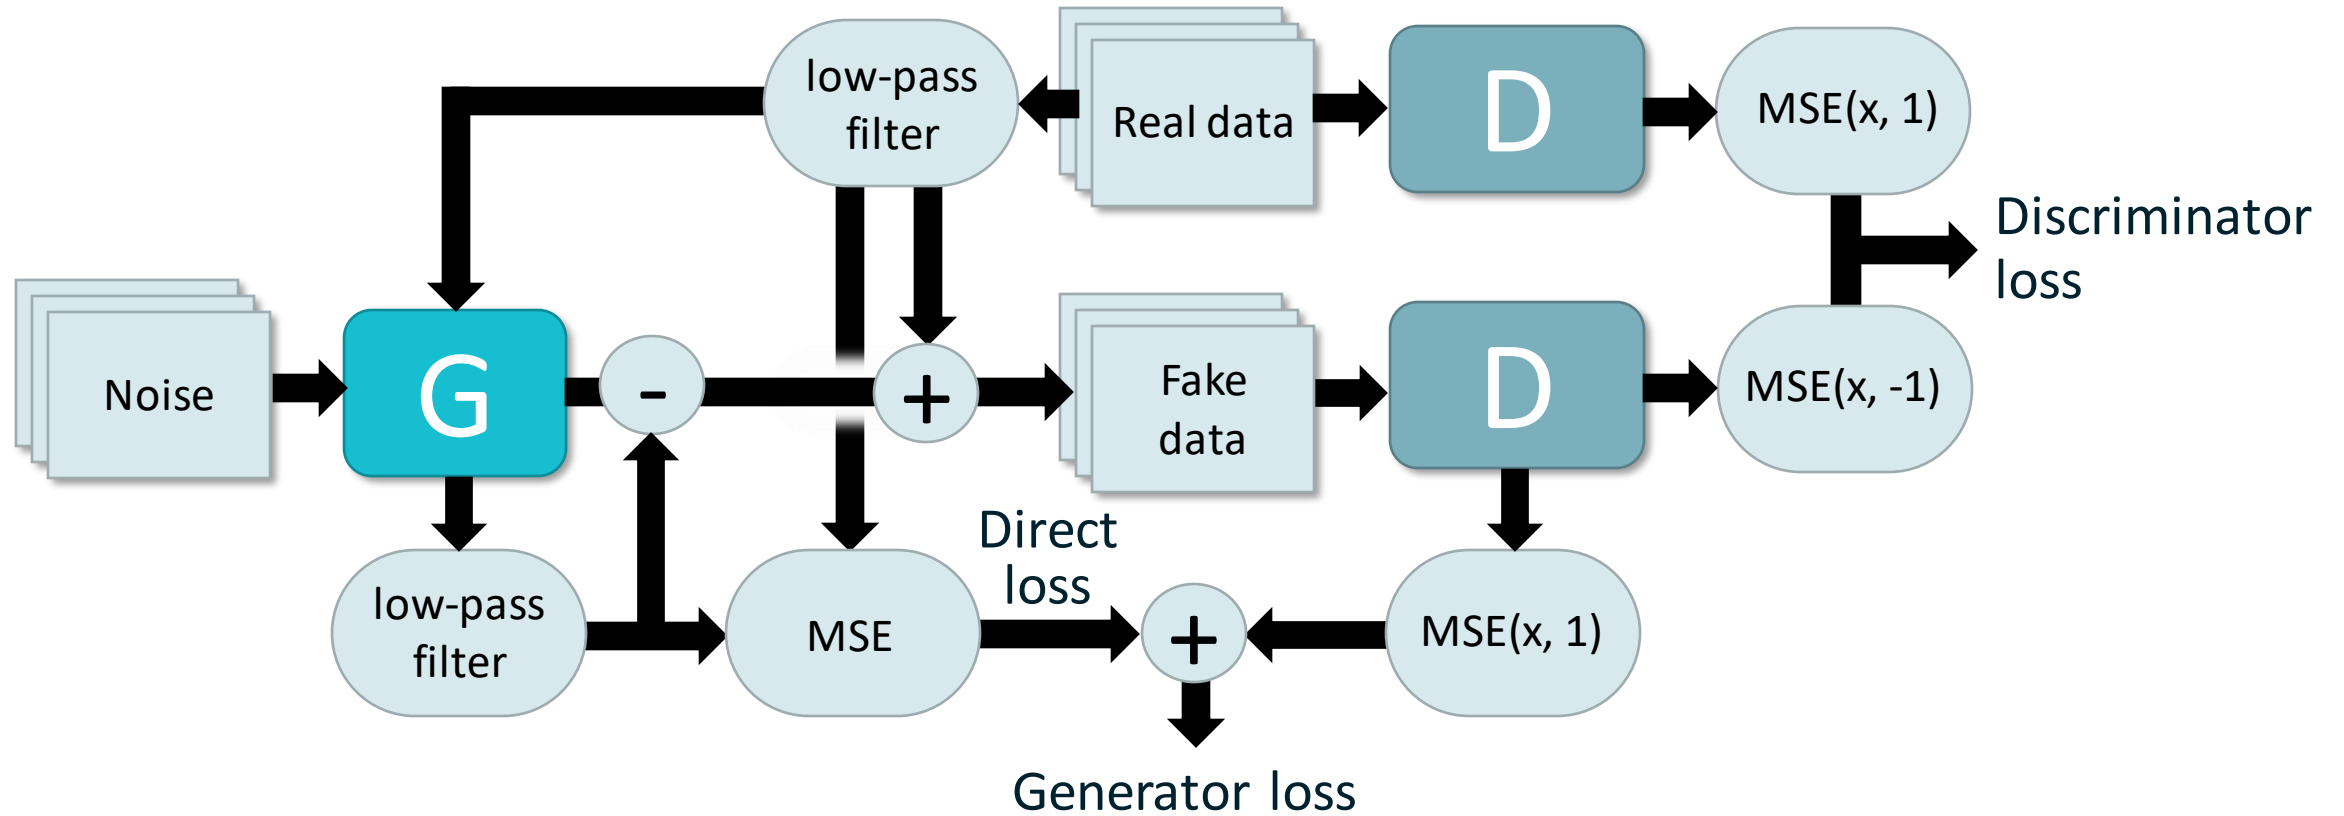 low-pass
filter
Real data
D
MSE(x, 1)
Discriminator
loss
Noise
G
-
+
Fake
data
D
MSE(x, -1)
Direct
loss
low-pass
filter
MSE
+
MSE(x, 1)
Generator loss